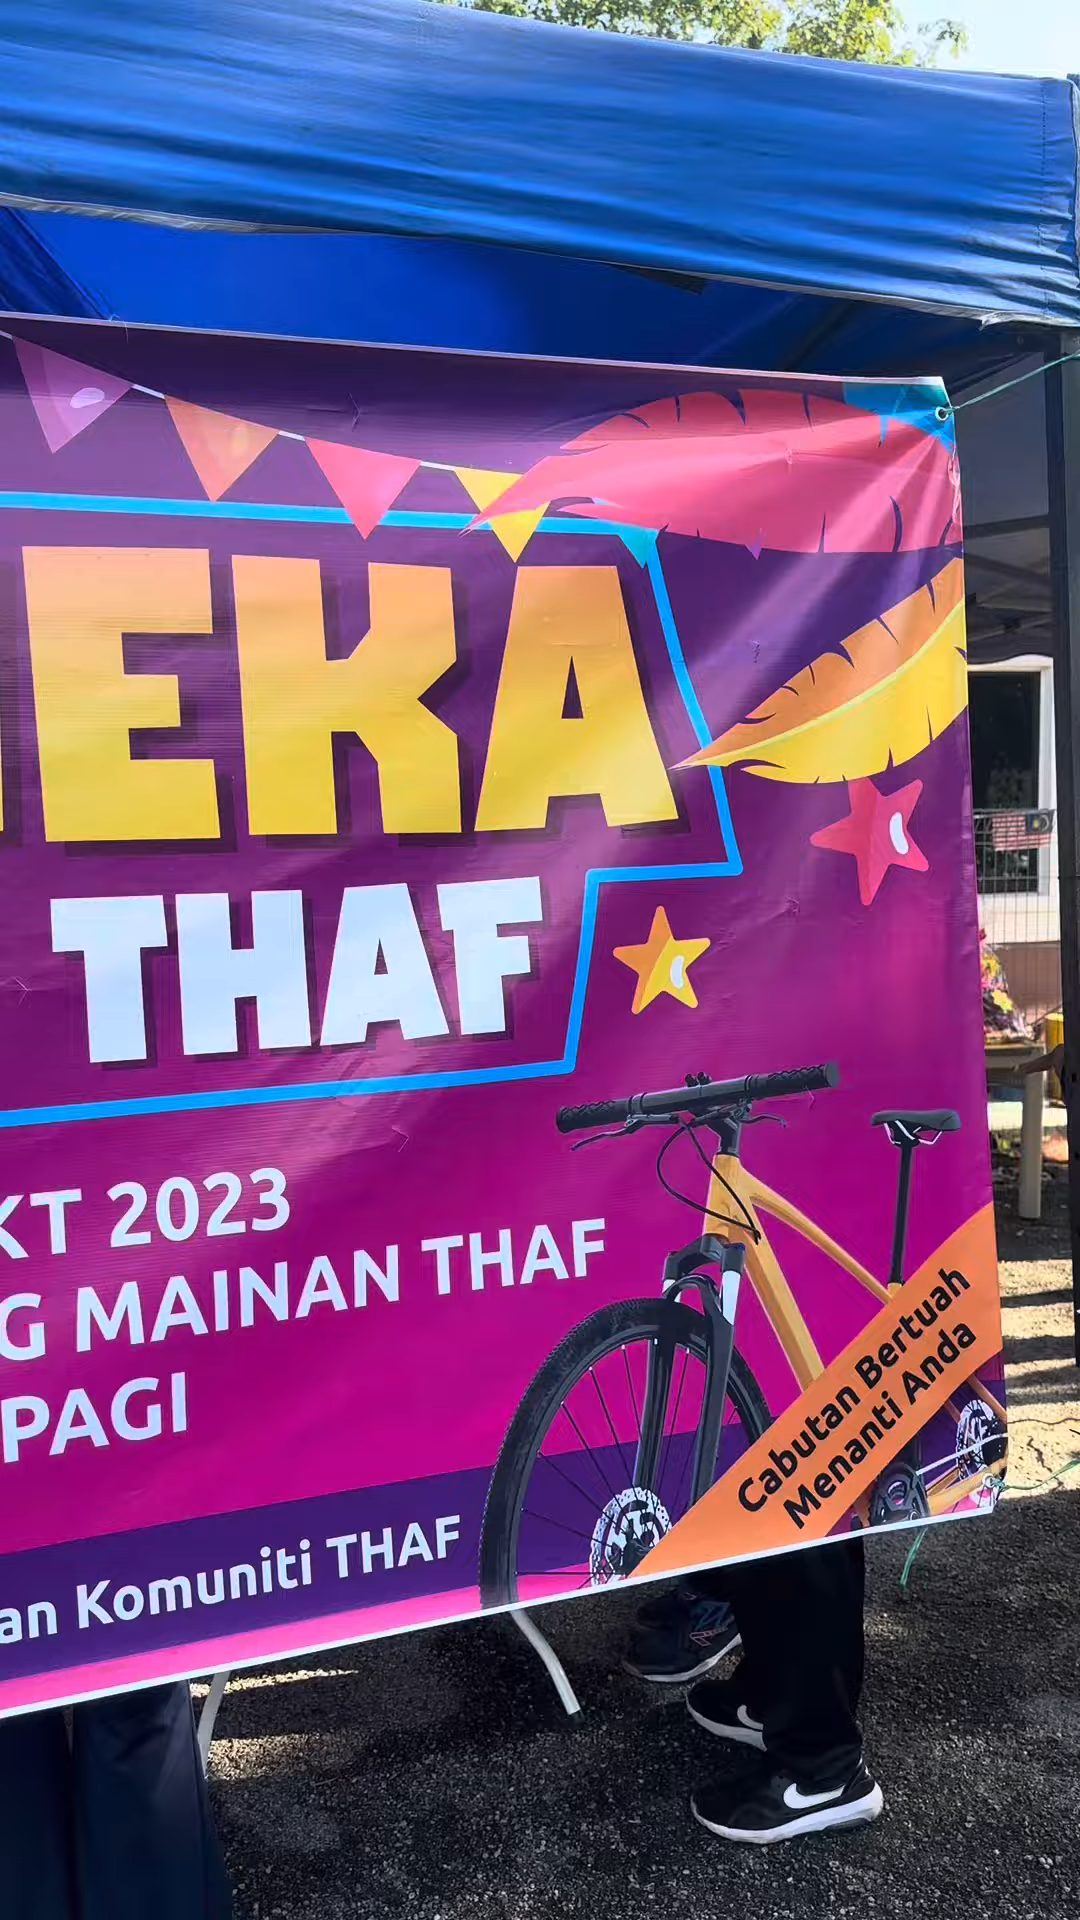 EKA
THAF
KT 2023
G MAINAN THAF
PAGI
an Komuniti THAF
Cabutan Bertuah
Menanti Anda